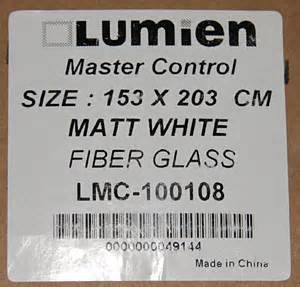 Lumien
Master Control
SIZE : 153 X 203 CM
MATT WHITE
FIBER GLASS
LMC-100108
0000000049144
Made in China